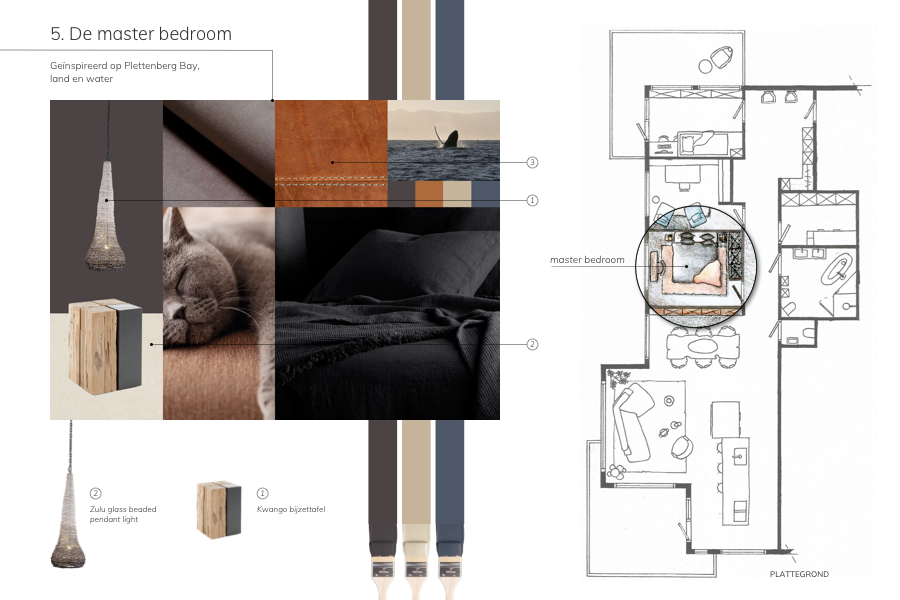 5. De master bedroom
Geïnspireerd op Plettenberg Bay,
land en water
3
1
2
master bedroom
2
Zulu glass beaded
pendant light
1
Kwango bijzettafel
PLATTEGROND